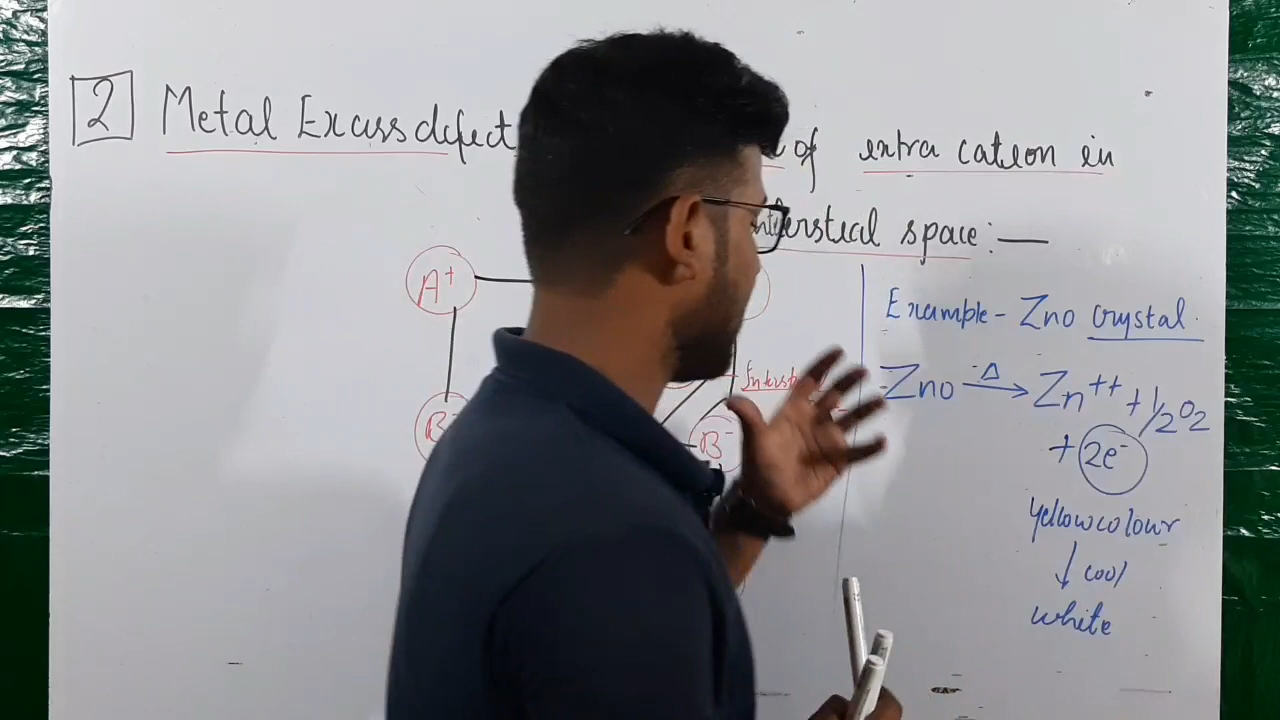 2 Metal Excess defect of extra cation in
interstical space:—
A⁺
B⁻
B⁻
Example - Zno crystal.
Zno —Δ→ Zn⁺⁺ + 1/2 O2
+ 2e⁻
Yellow colour
↓ cool
white